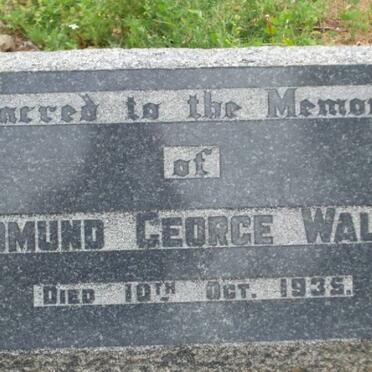 acred to the Memo
of
DMUND GEORGE WAL
DIED 10TH OCT. 1935.